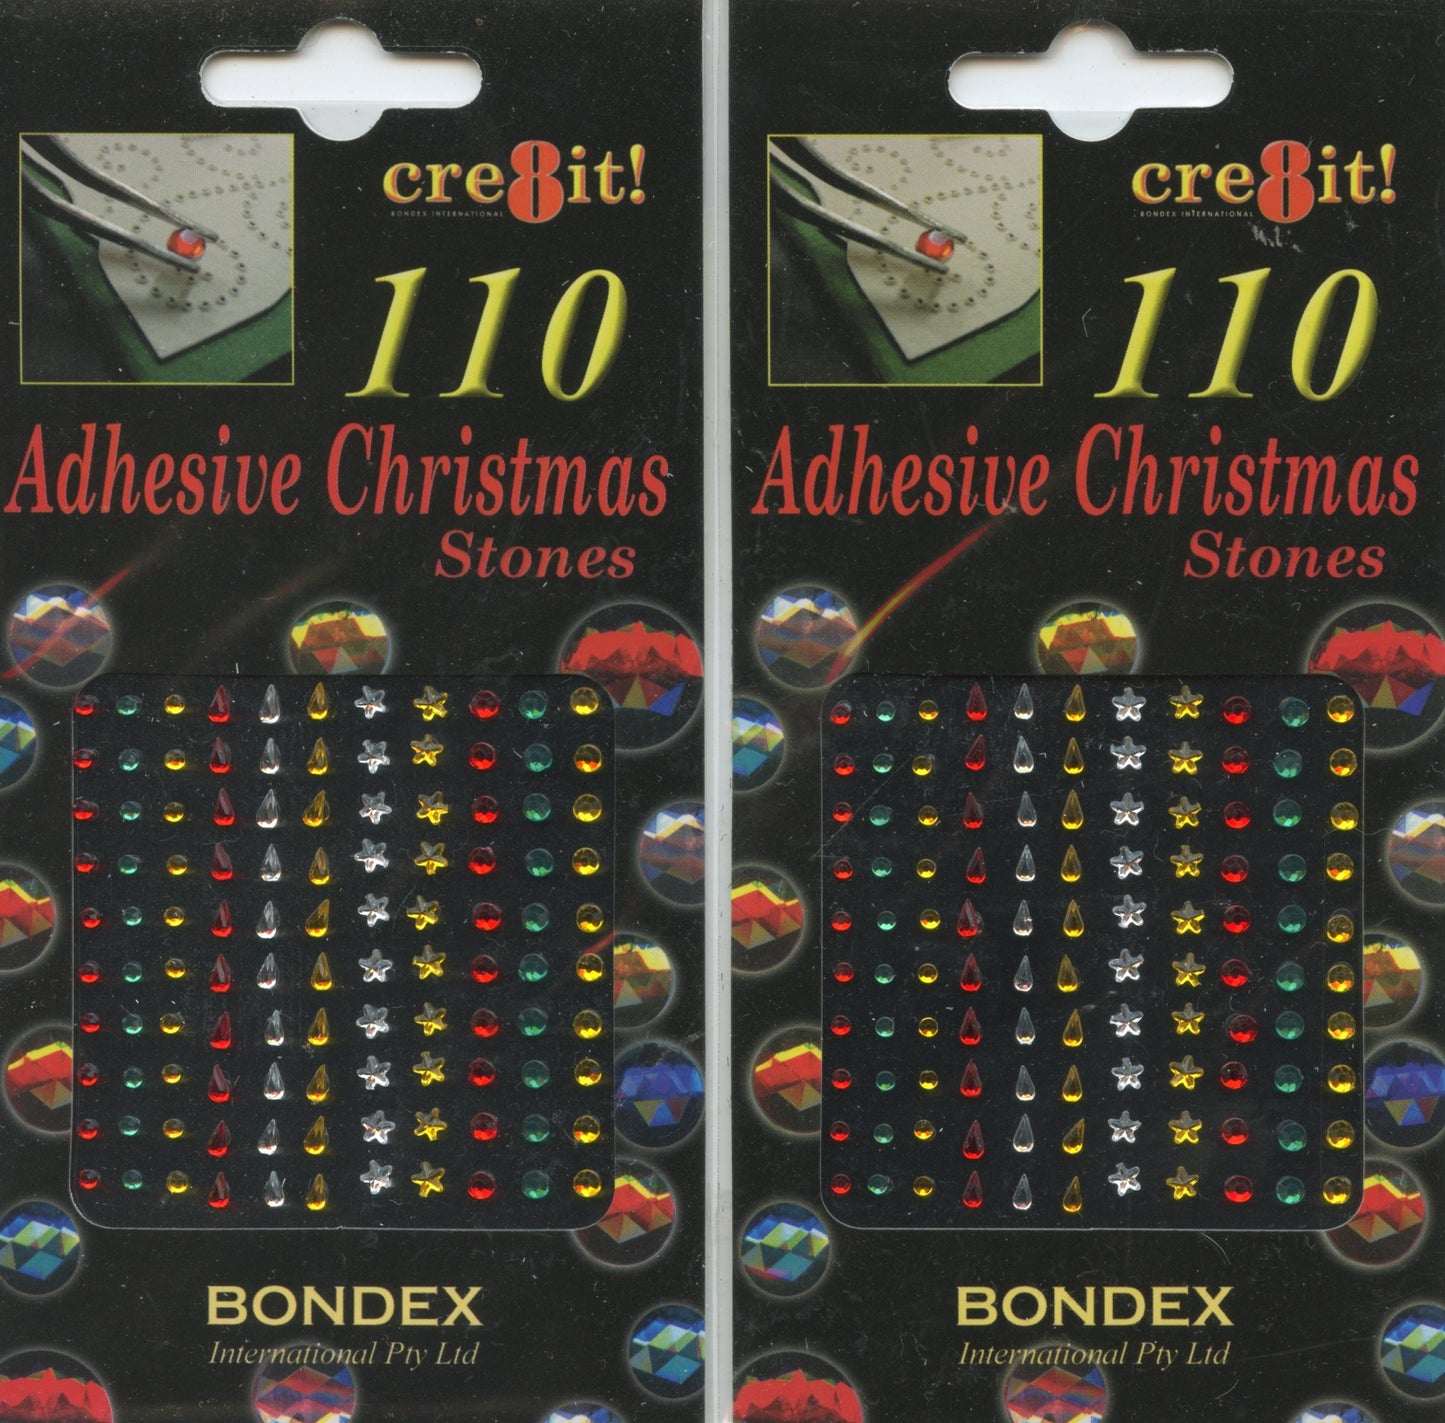 cre8it!
BONDEX INTERNATIONAL
110
Adhesive Christmas
Stones
BONDEX
International Pty Ltd
cre8it!
BONDEX INTERNATIONAL
110
Adhesive Christmas
Stones
BONDEX
International Pty Ltd